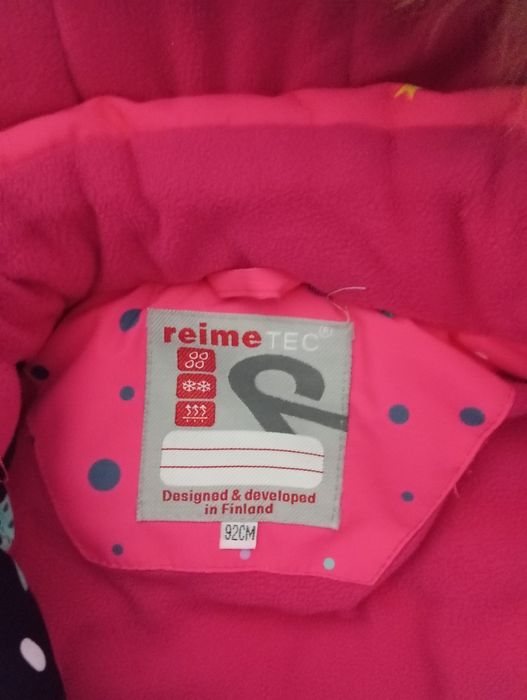 reimeTEC®
Designed & developed
in Finland
92CM